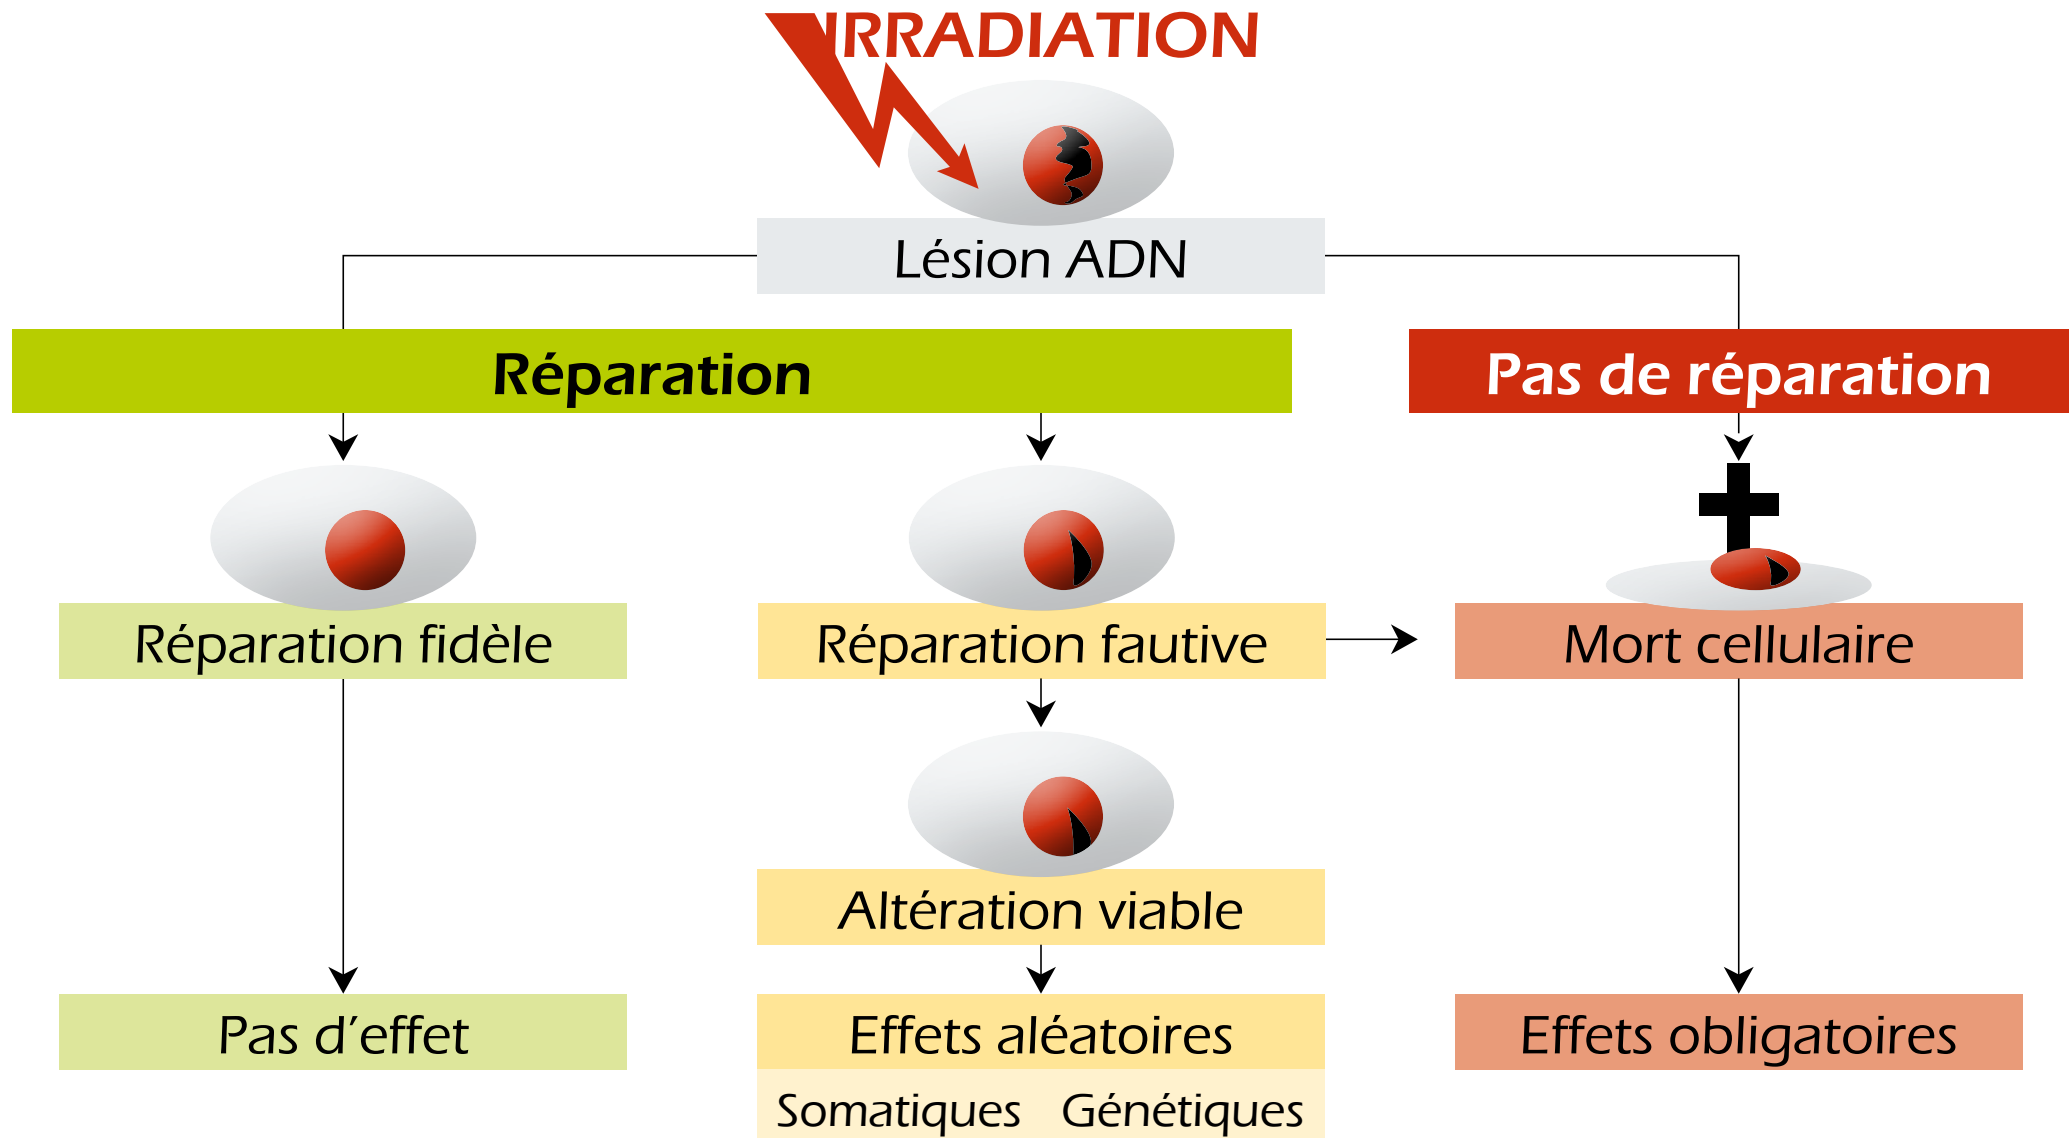 IRRADIATION
Lésion ADN
Réparation
Pas de réparation
Réparation fidèle
Réparation fautive
Mort cellulaire
Altération viable
Pas d’effet
Effets aléatoires
Effets obligatoires
Somatiques Génétiques